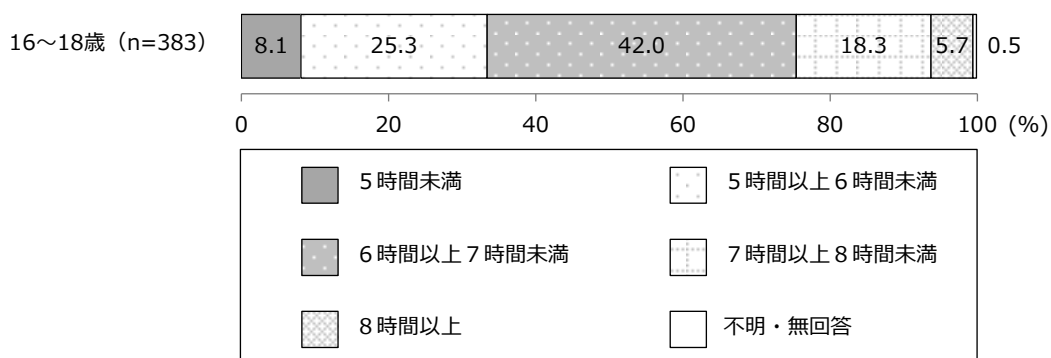 16～18歳（n=383） 8.1 25.3 42.0 18.3 5.7 0.5
0 20 40 60 80 100 (%)
５時間未満 ５時間以上６時間未満
６時間以上７時間未満 ７時間以上８時間未満
８時間以上 不明・無回答